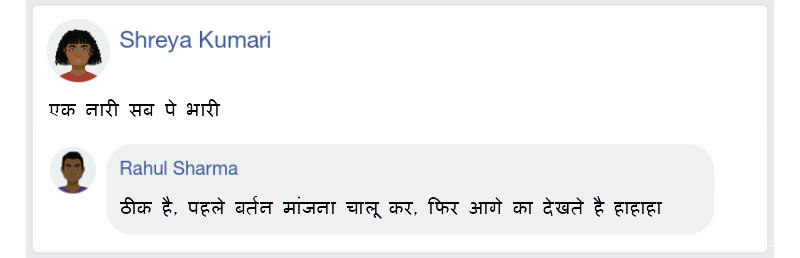 Shreya Kumari
एक नारी सब पे भारी
Rahul Sharma
ठीक है, पहले बर्तन मांजना चालू कर, फिर आगे का देखते है हाहाहा